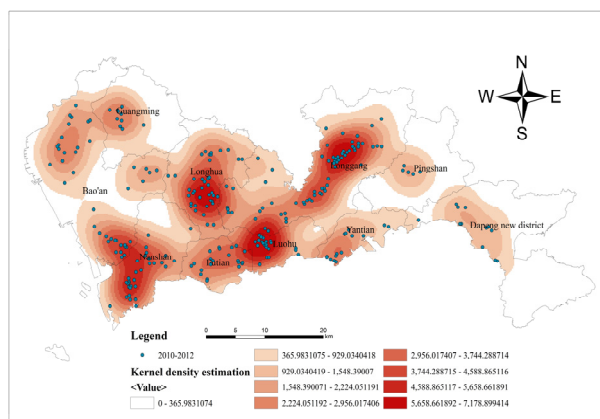 N
W E
S
Guangming
Longhua
Longgang
Pingshan
Bao'an
Dapeng new district
Yantian
Luohu
Nanshan
Futian
Legend
0 5 10 20
km
2010-2012
Kernel density estimation
<Value>
0 - 365.9831074
365.9831075 - 929.0340418
929.0340419 - 1,548.39007
1,548.390071 - 2,224.051191
2,224.051192 - 2,956.017406
2,956.017407 - 3,744.288714
3,744.288715 - 4,588.865116
4,588.865117 - 5,658.661891
5,658.661892 - 7,178.899414